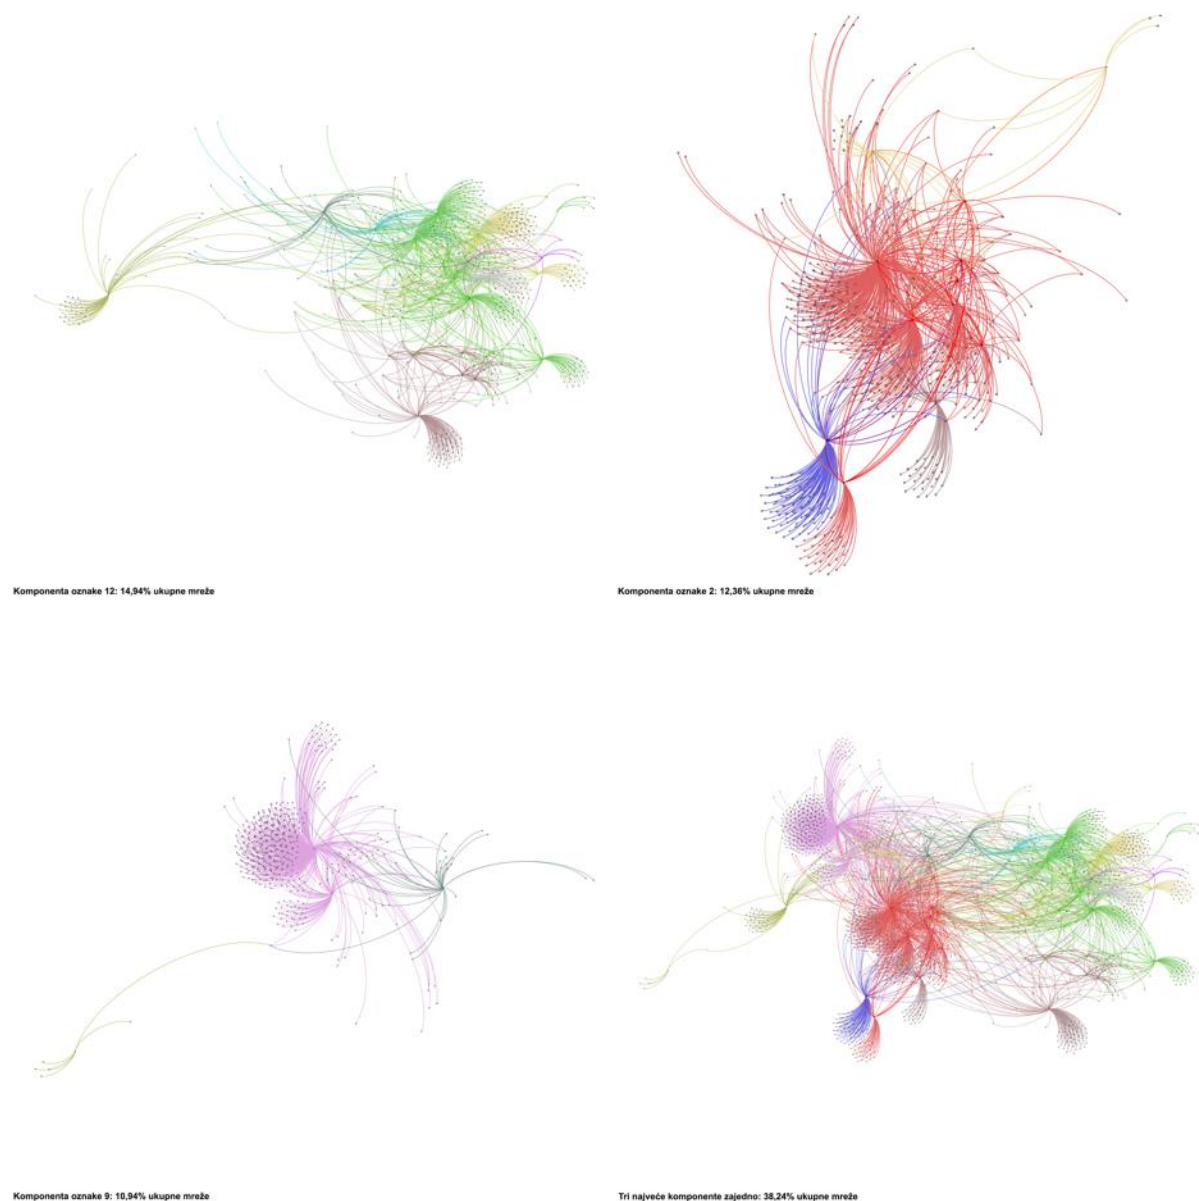 Komponenta oznake 12: 14,94% ukupne mreže
Komponenta oznake 2: 12,36% ukupne mreže
Komponenta oznake 9: 10,94% ukupne mreže
Tri najveće komponente zajedno: 38,24% ukupne mreže